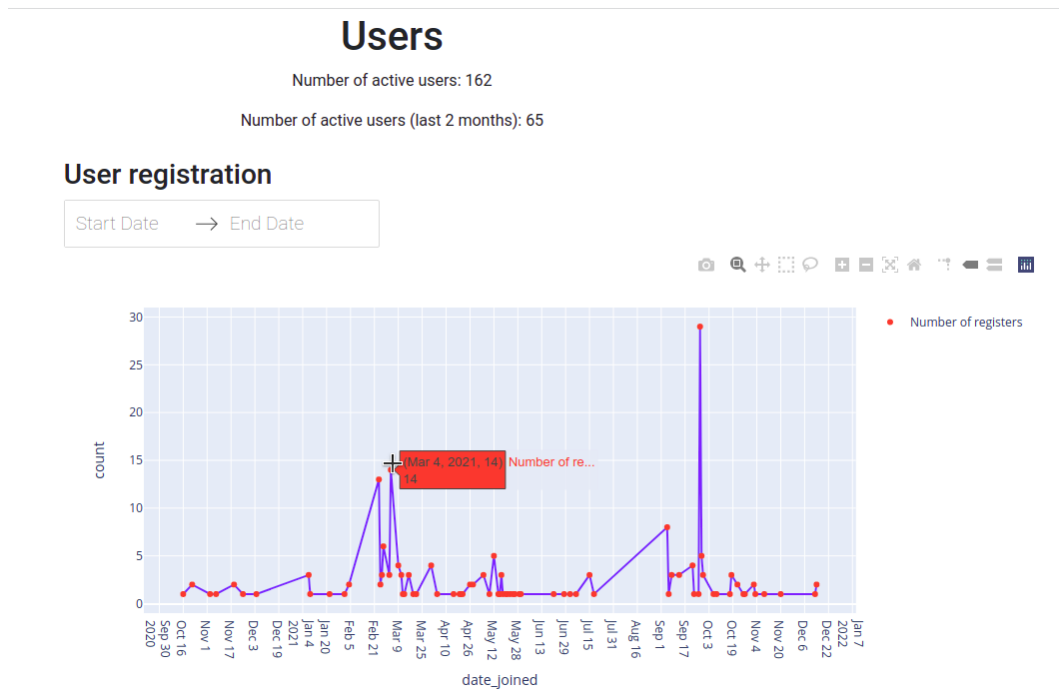 Users
Number of active users: 162
Number of active users (last 2 months): 65
User registration
Start Date → End Date
Number of registers
30
25
20
15
10
5
0
count
(Mar 4, 2021, 14) Number of re...
14
Sep 30
2020
Oct 16
Nov 1
Nov 17
Dec 3
Dec 19
Jan 4
2021
Jan 20
Feb 5
Feb 21
Mar 9
Mar 25
Apr 10
Apr 26
May 12
May 28
Jun 13
Jun 29
Jul 15
Jul 31
Aug 16
Sep 1
Sep 17
Oct 3
Oct 19
Nov 4
Nov 20
Dec 6
Dec 22
Jan 7
2022
date_joined